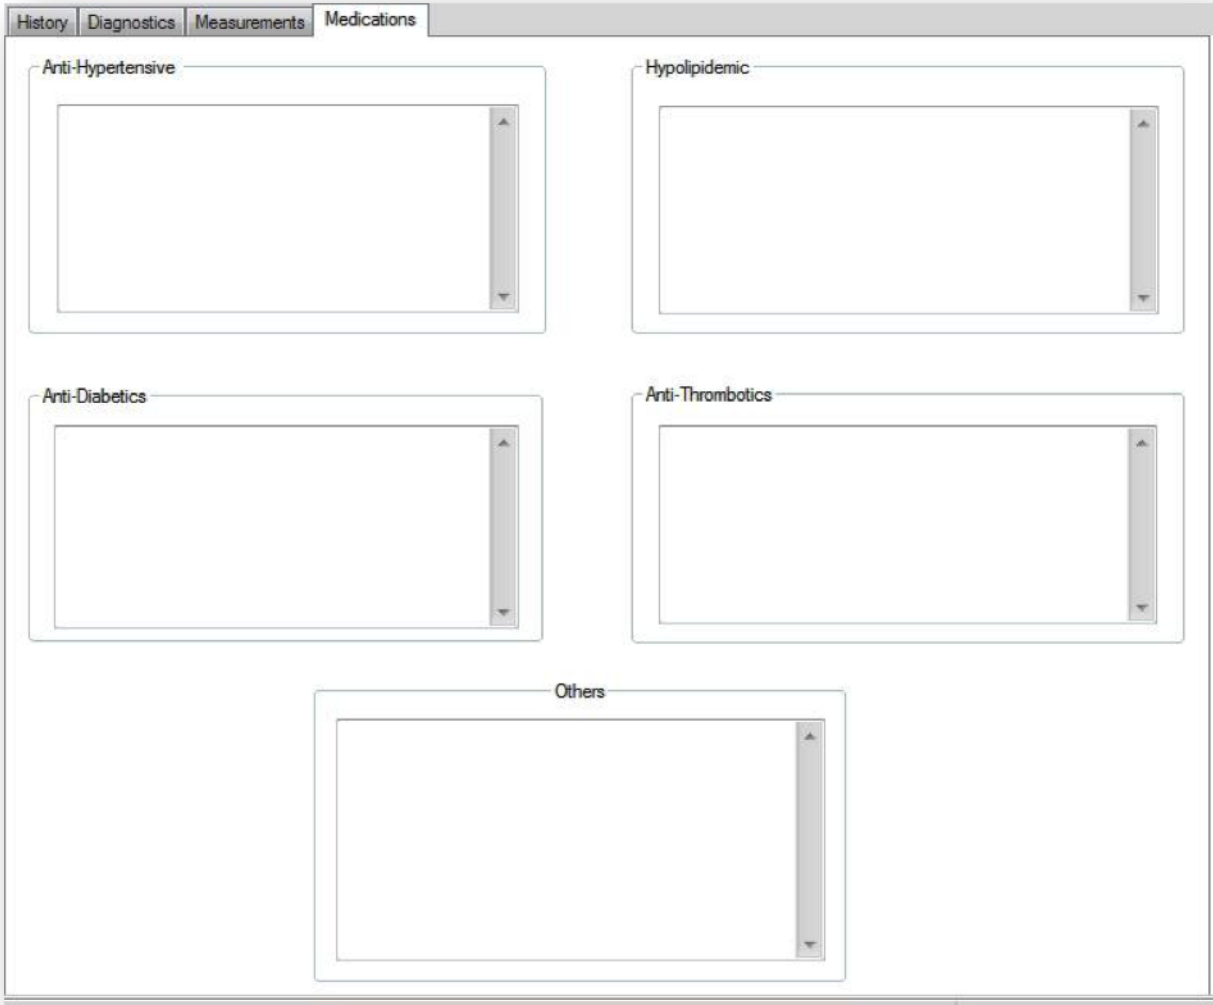 History Diagnostics Measurements Medications
Anti-Hypertensive Hypolipidemic
Anti-Diabetics Anti-Thrombotics
Others